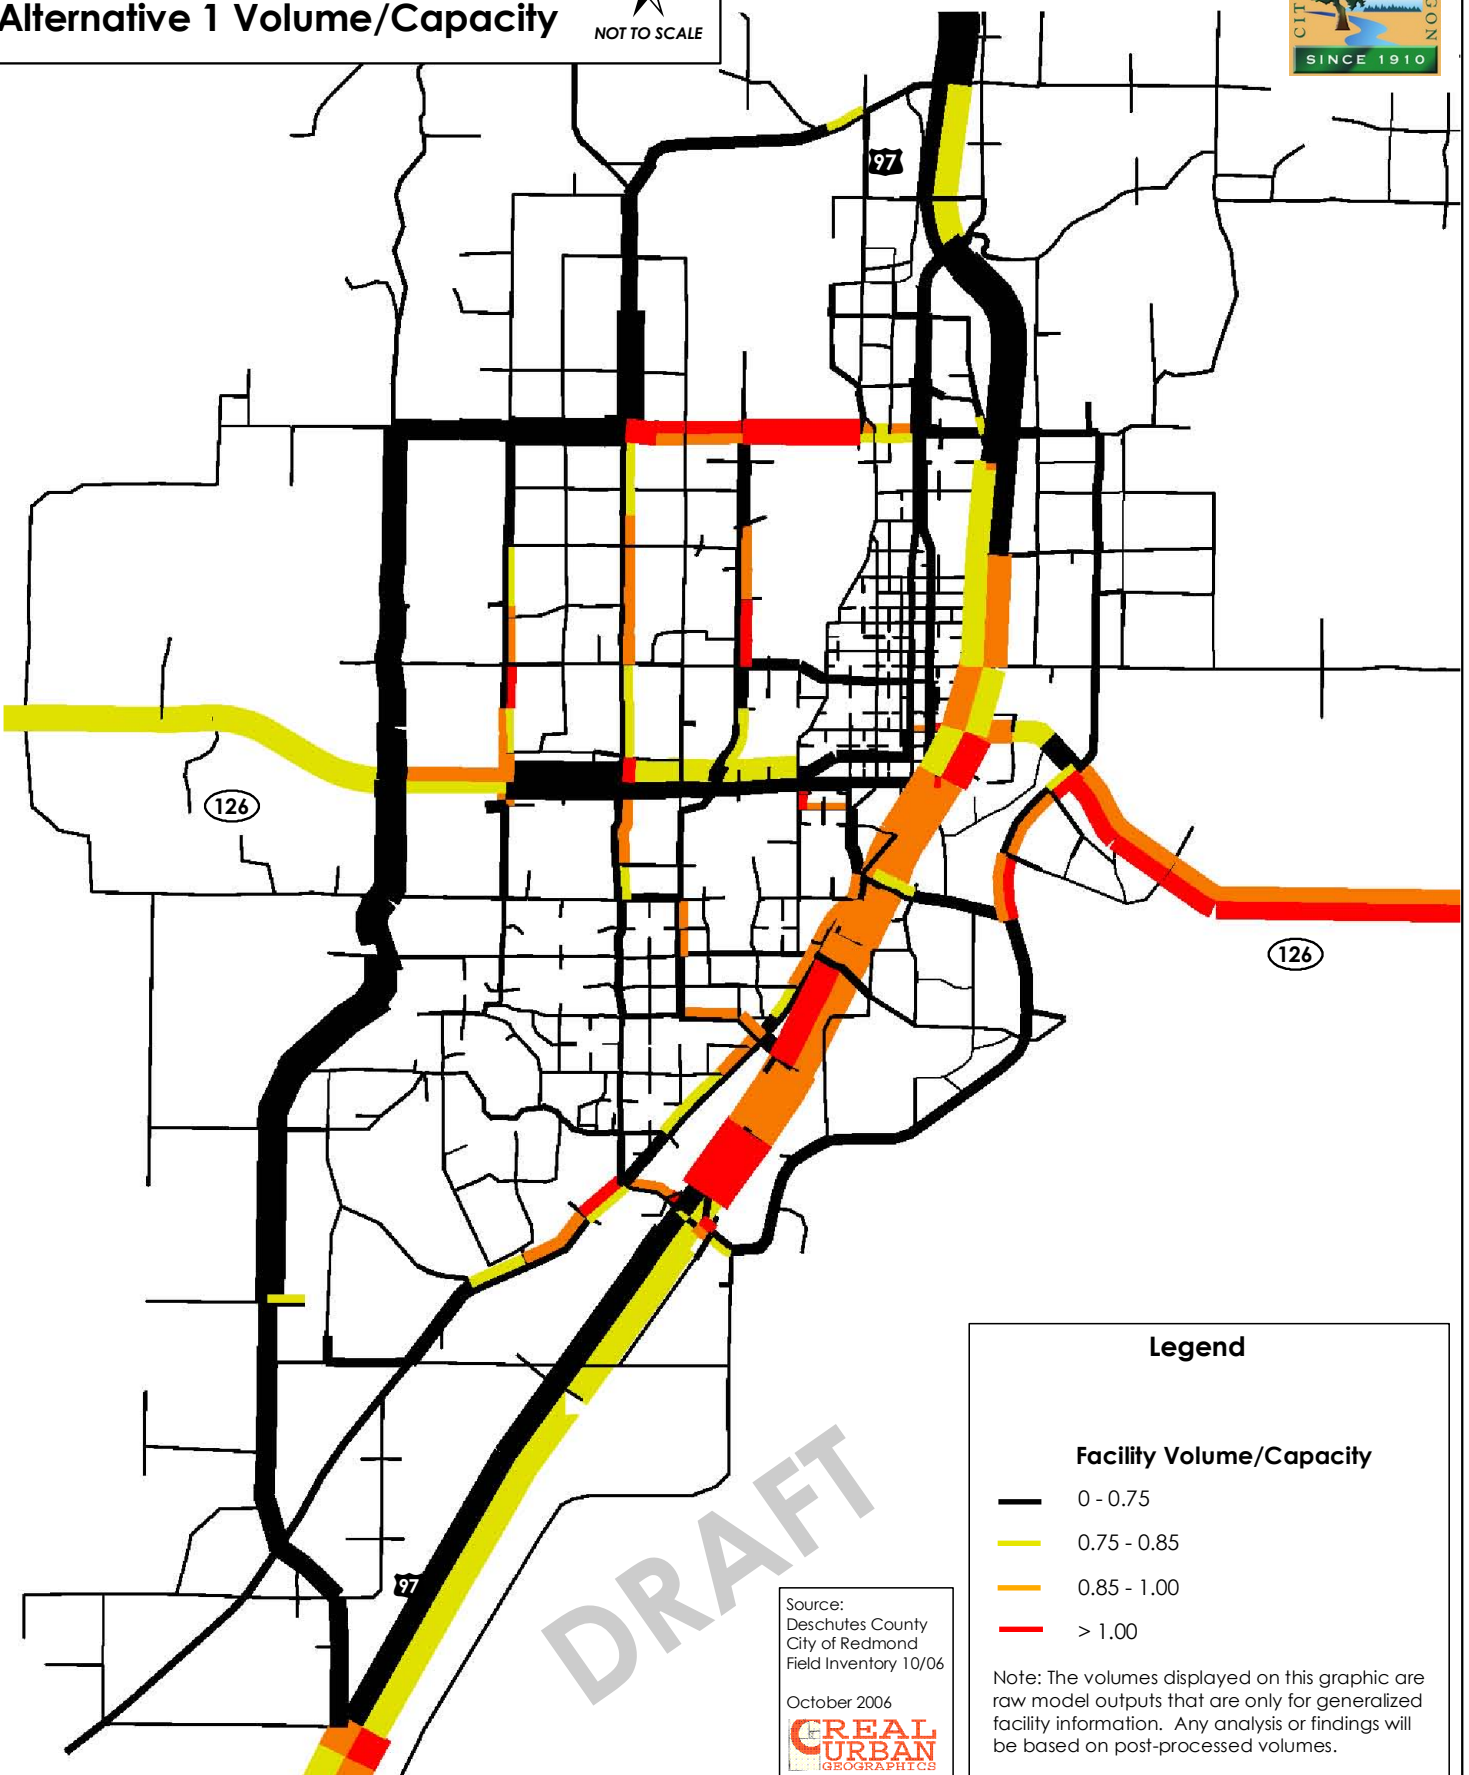 Alternative 1 Volume/Capacity
NOT TO SCALE
CIT
GON
SINCE 1910
97
126
126
97
DRAFT
Legend
Facility Volume/Capacity
0 - 0.75
0.75 - 0.85
0.85 - 1.00
> 1.00
Note: The volumes displayed on this graphic are
raw model outputs that are only for generalized
facility information. Any analysis or findings will
be based on post-processed volumes.
Source:
Deschutes County
City of Redmond
Field Inventory 10/06
October 2006
REAL
URBAN
GEOGRAPHICS